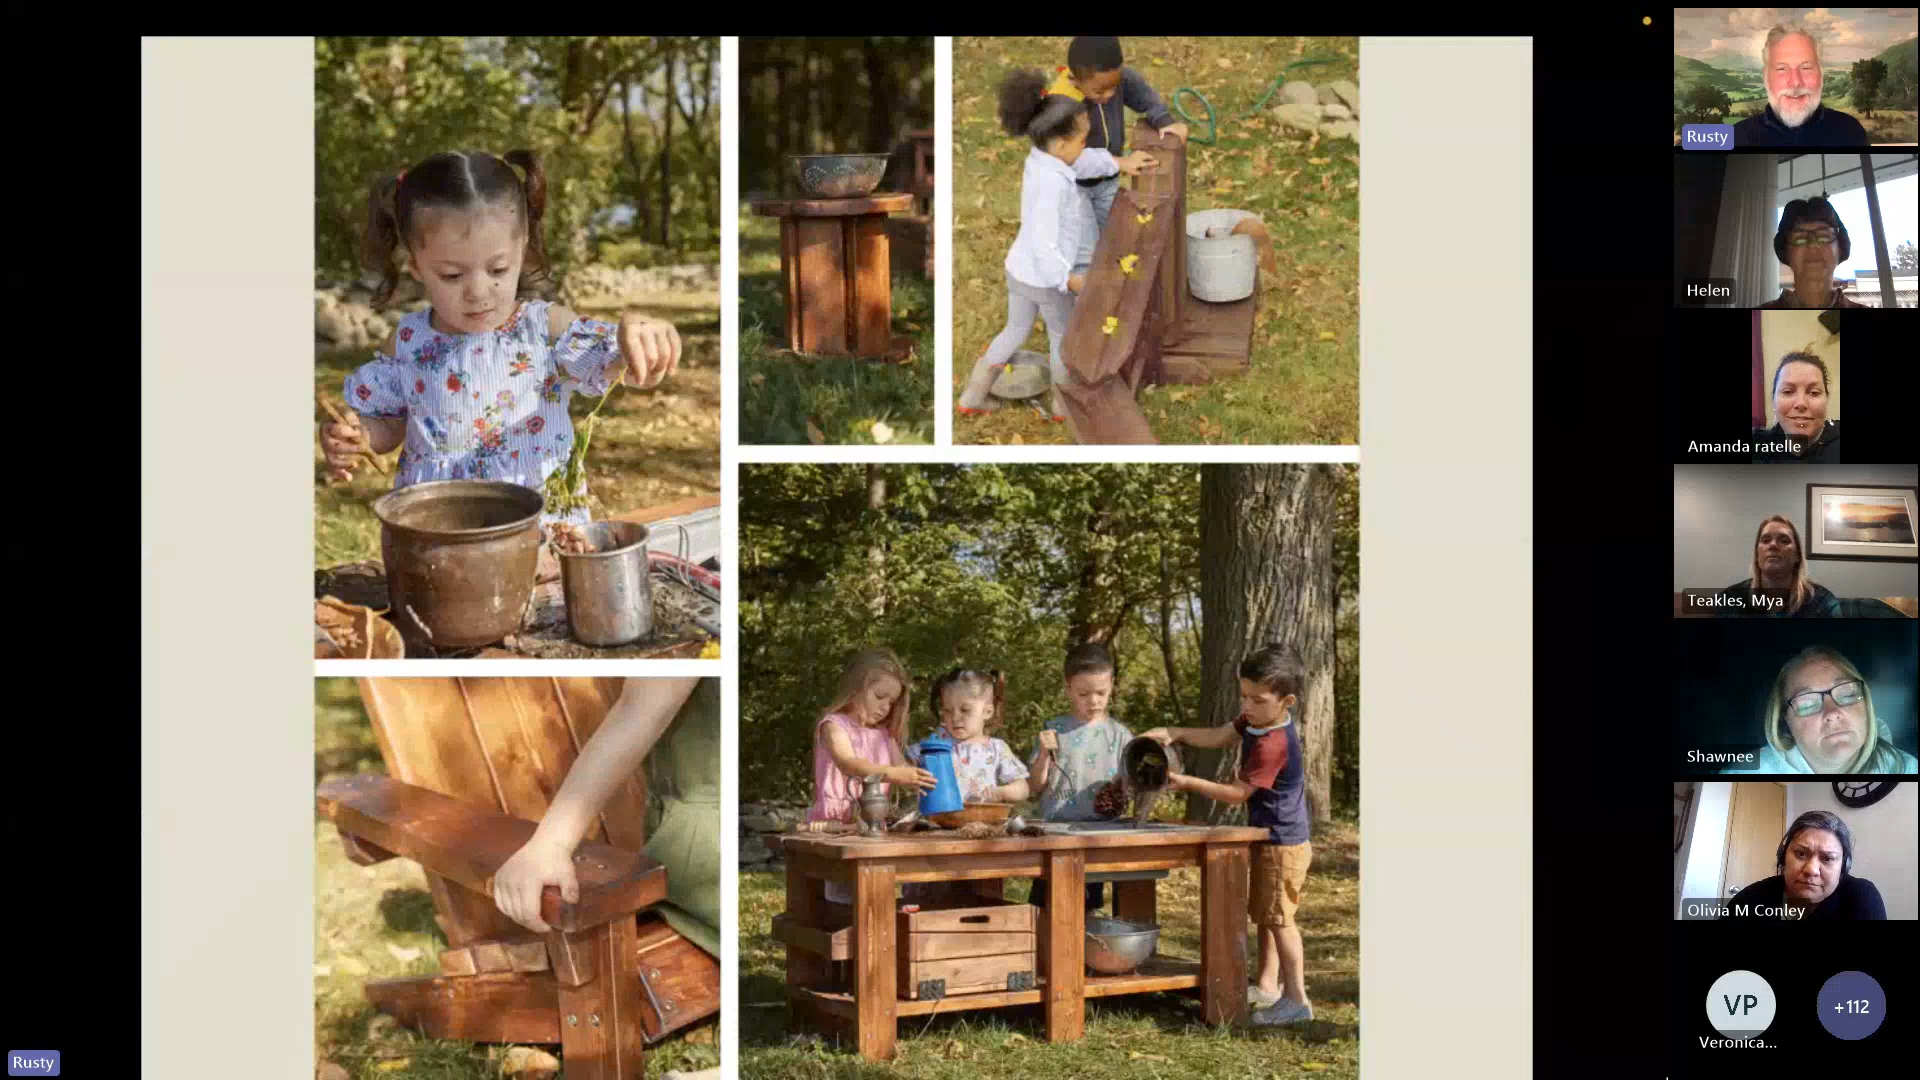 Rusty
Helen
Amanda ratelle
Teakles, Mya
Shawnee
Olivia M Conley
VP
+112
Veronica...
Rusty